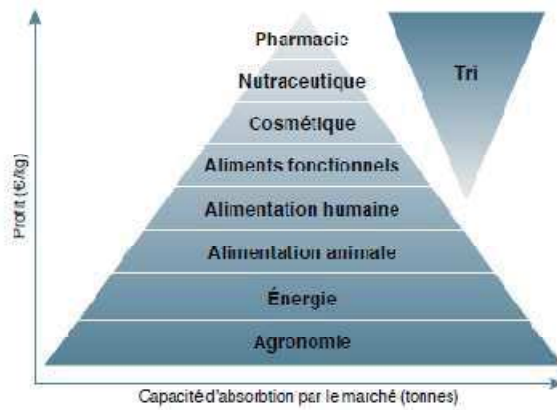 Pharmacie
Tri
Nutraceutique
Cosmétique
Aliments fonctionnels
Alimentation humaine
Alimentation animale
Énergie
Agronomie
Profit (€/kg)
Capacité d'absorbtion par le marché (tonnes)